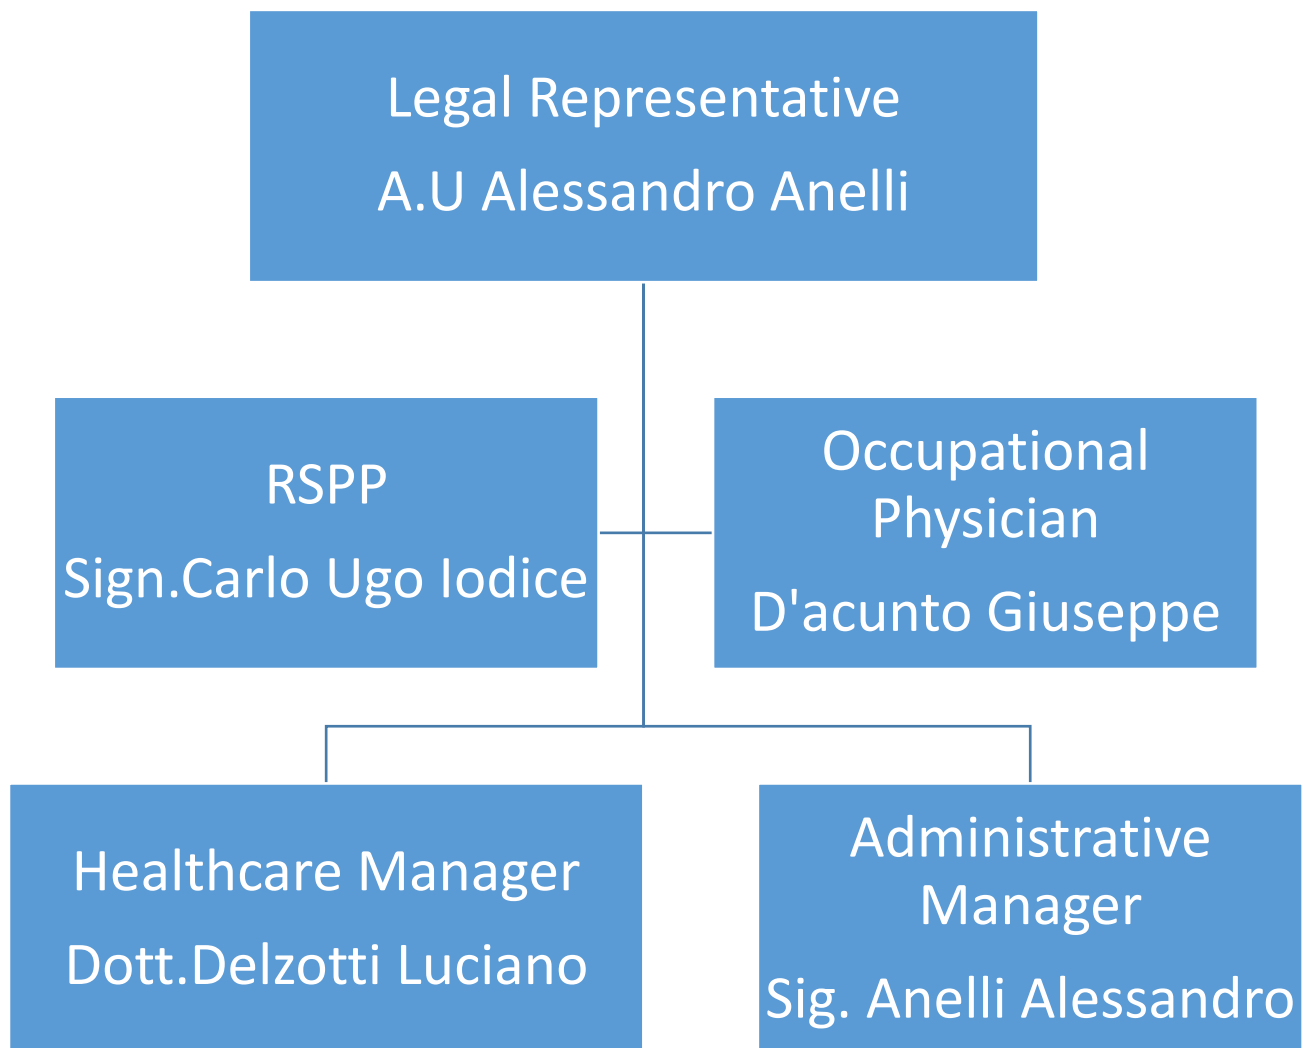 Legal Representative
A.U Alessandro Anelli
RSPP
Sign.Carlo Ugo Iodice
Occupational
Physician
D'acunto Giuseppe
Healthcare Manager
Dott.Delzotti Luciano
Administrative
Manager
Sig. Anelli Alessandro